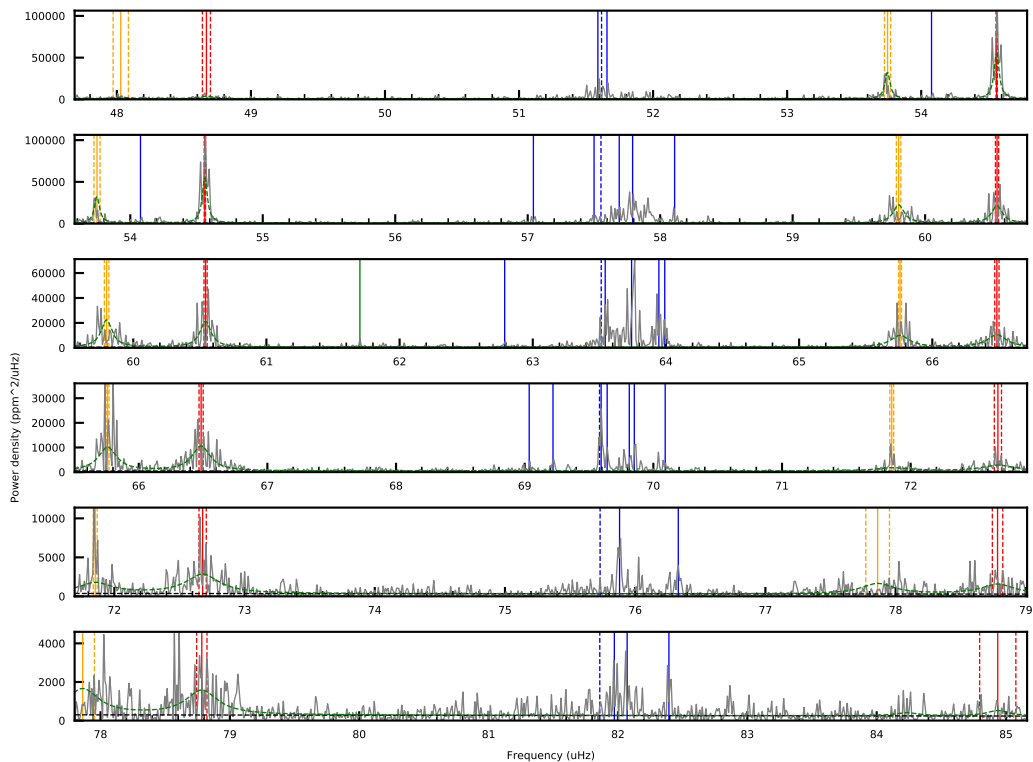 100000
50000
0
48 49 50 51 52 53 54
100000
50000
0
54 55 56 57 58 59 60
60000
40000
20000
0
60 61 62 63 64 65 66
Power density (ppm^2/uHz)
30000
20000
10000
0
66 67 68 69 70 71 72
10000
5000
0
72 73 74 75 76 77 78 79
4000
2000
0
78 79 80 81 82 83 84 85
Frequency (uHz)